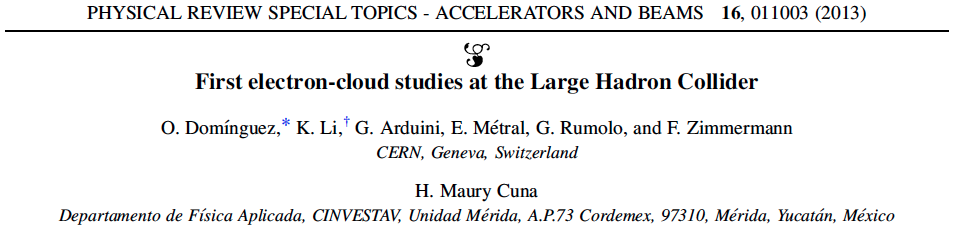 PHYSICAL REVIEW SPECIAL TOPICS - ACCELERATORS AND BEAMS 16, 011003 (2013)
First electron-cloud studies at the Large Hadron Collider
O. Domínguez,* K. Li,† G. Arduini, E. Métral, G. Rumolo, and F. Zimmermann
CERN, Geneva, Switzerland
H. Maury Cuna
Departamento de Física Aplicada, CINVESTAV, Unidad Mérida, A.P.73 Cordemex, 97310, Mérida, Yucatán, México